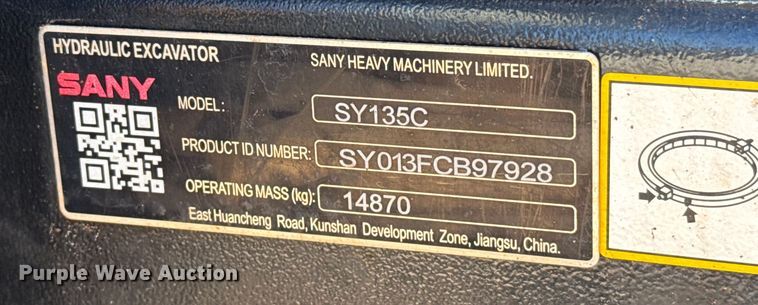 HYDRAULIC EXCAVATOR
SANY HEAVY MACHINERY LIMITED.
SANY
MODEL: SY135C
PRODUCT ID NUMBER: SY013FCB97928
OPERATING MASS (kg): 14870
East Huancheng Road, Kunshan Development Zone, Jiangsu, China.
Purple Wave Auction